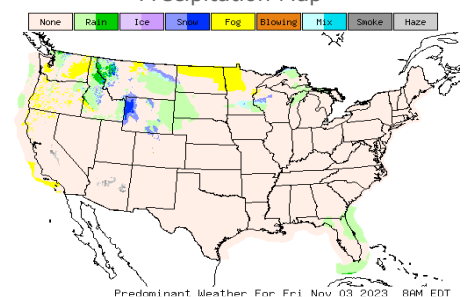 Precipitation Map
None Rain Ice Snow Fog Blowing Mix Smoke Haze
Predominant Weather For Fri Nov 03 2023 8AM EDT